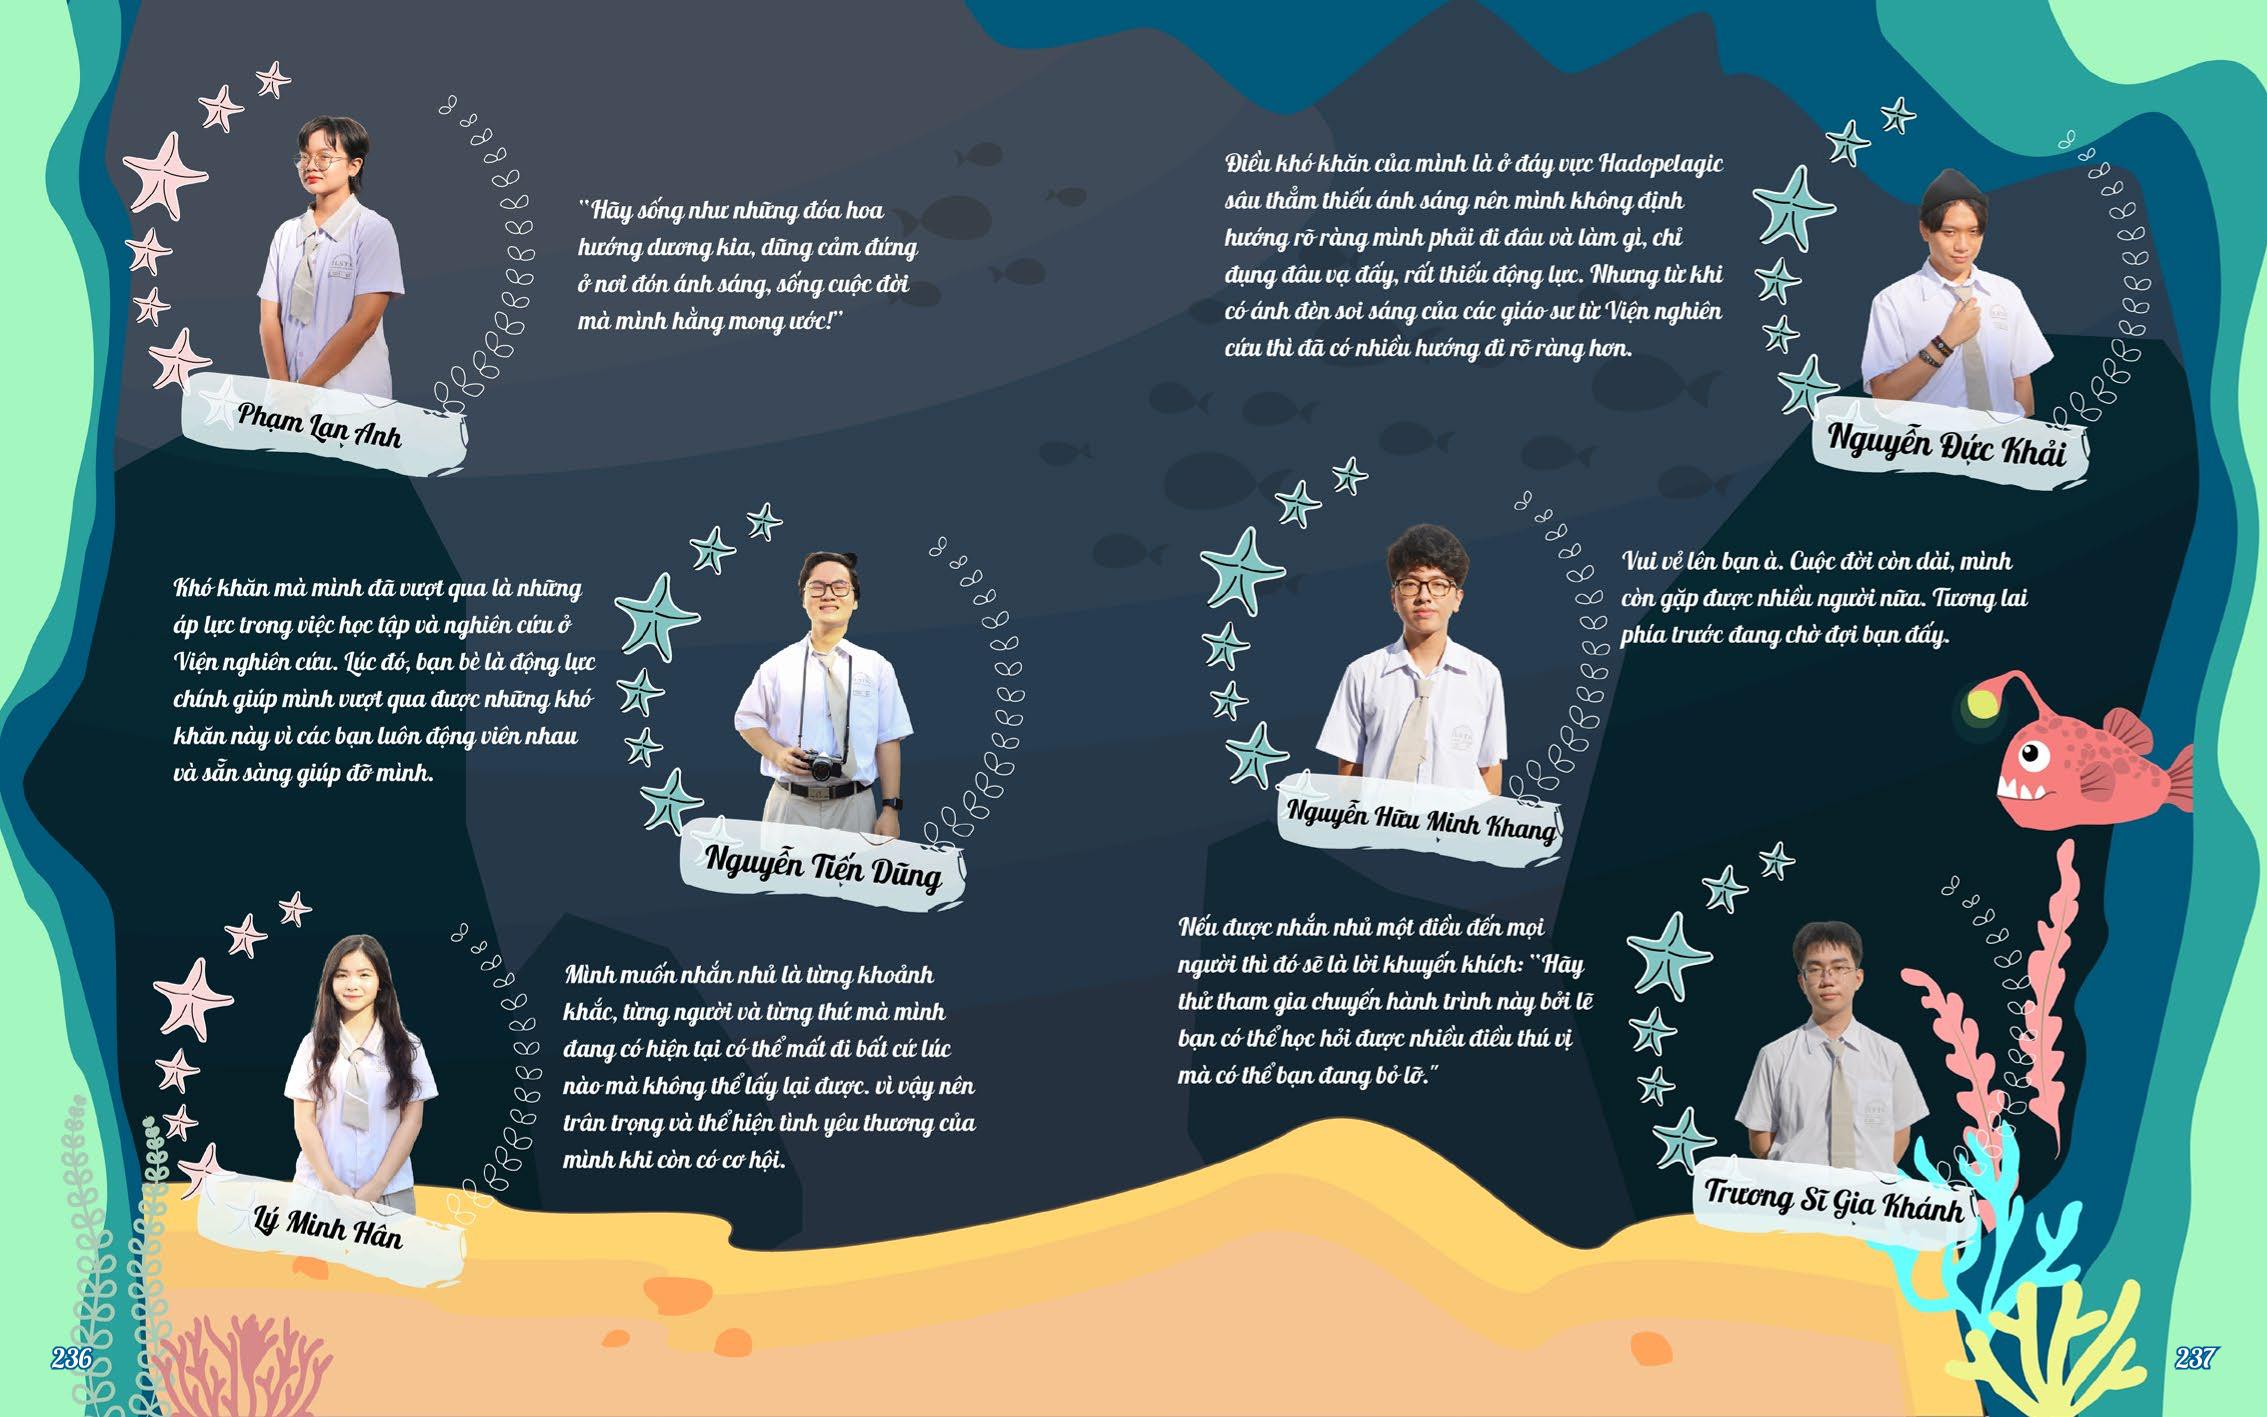 Phạm Lan Anh
"Hãy sống như những đóa hoa
hướng dương kia, dũng cảm đứng
ở nơi đón ánh sáng, sống cuộc đời
mà mình hằng mong ước!"
Khó khăn mà mình đã vượt qua là những
áp lực trong việc học tập và nghiên cứu ở
Viện nghiên cứu. Lúc đó, bạn bè là động lực
chính giúp mình vượt qua được những khó
khăn này vì các bạn luôn động viên nhau
và sẵn sàng giúp đỡ mình.
Nguyễn Tiến Dũng
Lý Minh Hân
Mình muốn nhắn nhủ là từng khoảnh
khắc, từng người và từng thứ mà mình
đang có hiện tại có thể mất đi bất cứ lúc
nào mà không thể lấy lại được. vì vậy nên
trân trọng và thể hiện tình yêu thương của
mình khi còn có cơ hội.
236
Điều khó khăn của mình là ở đáy vực Hadopelagic
sâu thẳm thiếu ánh sáng nên mình không định
hướng rõ ràng mình phải đi đâu và làm gì, chỉ
đụng đâu vạ đấy, rất thiếu động lực. Nhưng từ khi
có ánh đèn soi sáng của các giáo sư từ Viện nghiên
cứu thì đã có nhiều hướng đi rõ ràng hơn.
Nguyễn Đức Khải
Nguyễn Hữu Minh Khang
Vui vẻ lên bạn à. Cuộc đời còn dài, mình
còn gặp được nhiều người nữa. Tương lai
phía trước đang chờ đợi bạn đấy.
Nếu được nhắn nhủ một điều đến mọi
người thì đó sẽ là lời khuyến khích: "Hãy
thử tham gia chuyến hành trình này bởi lẽ
bạn có thể học hỏi được nhiều điều thú vị
mà có thể bạn đang bỏ lỡ."
Trương Sĩ Gia Khánh
237